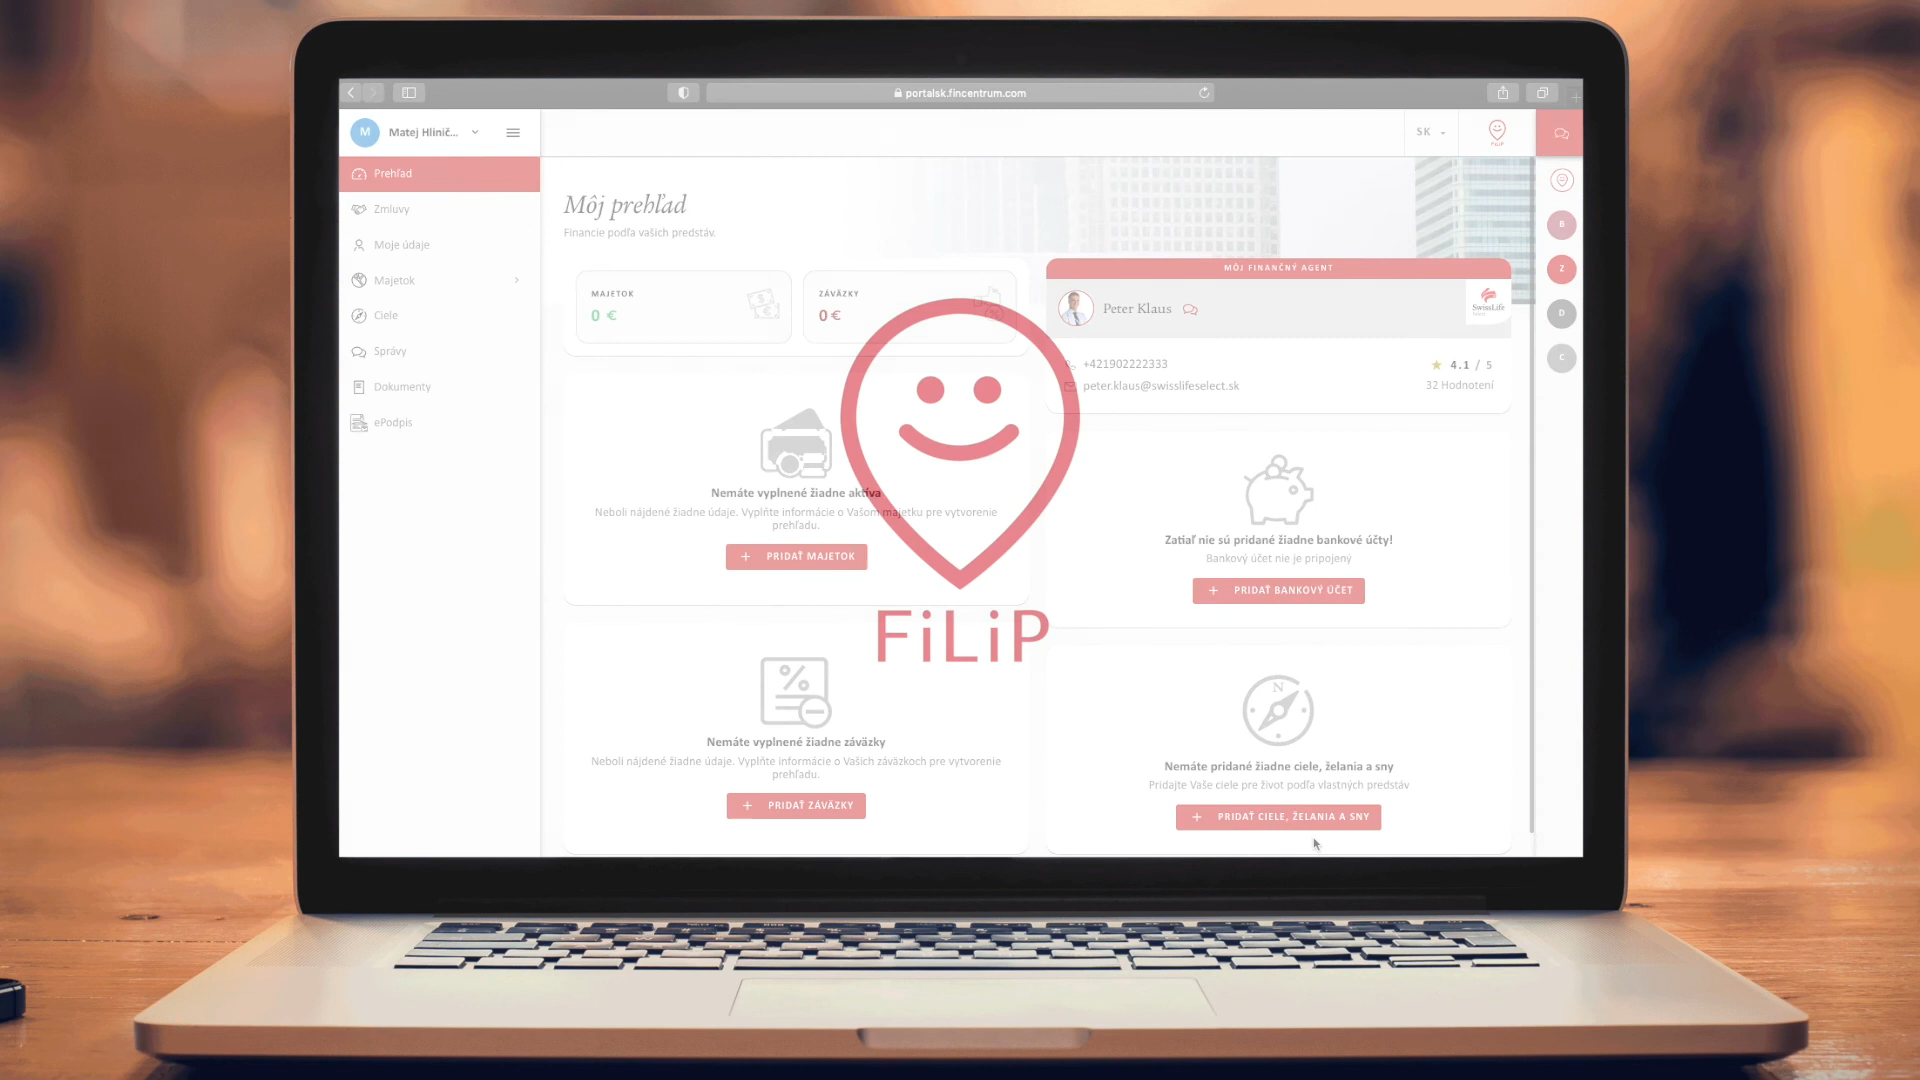 portalsk.fincentrum.com
M
Matej Hlinič...
SK
FiLiP
Prehľad
Zmluvy
Moje údaje
Majetok
Ciele
Správy
Dokumenty
ePodpis
Môj prehľad
Financie podľa vašich predstáv.
MAJETOK
0 €
ZÁVÄZKY
0 €
MÔJ FINANČNÝ AGENT
Peter Klaus
SwissLife
+421902222333
4.1 / 5
peter.klaus@swisslifeselect.sk
32 Hodnotení
B
Z
D
C
Nemáte vyplnené žiadne aktíva
Neboli nájdené žiadne údaje. Vyplňte informácie o Vašom majetku pre vytvorenie
prehľadu.
PRIDAŤ MAJETOK
Zatiaľ nie sú pridané žiadne bankové účty!
Bankový účet nie je pripojený
PRIDAŤ BANKOVÝ ÚČET
FiLiP
Nemáte vyplnené žiadne záväzky
Neboli nájdené žiadne údaje. Vyplňte informácie o Vašich záväzkoch pre vytvorenie
prehľadu.
PRIDAŤ ZÁVÄZKY
N
Nemáte pridané žiadne ciele, želania a sny
Pridajte Vaše ciele pre život podľa vlastných predstáv
PRIDAŤ CIELE, ŽELANIA A SNY